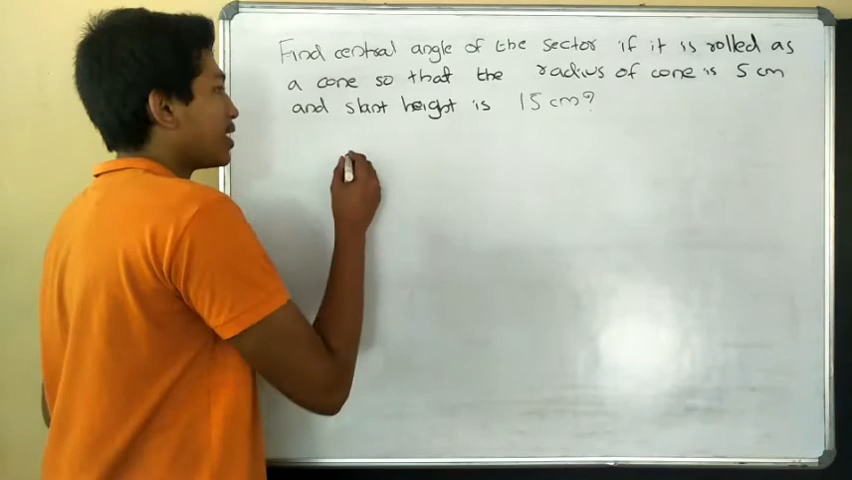 Find central angle of the sector if it is rolled as
a cone so that the radius of cone is 5 cm
and slant height is 15 cm?